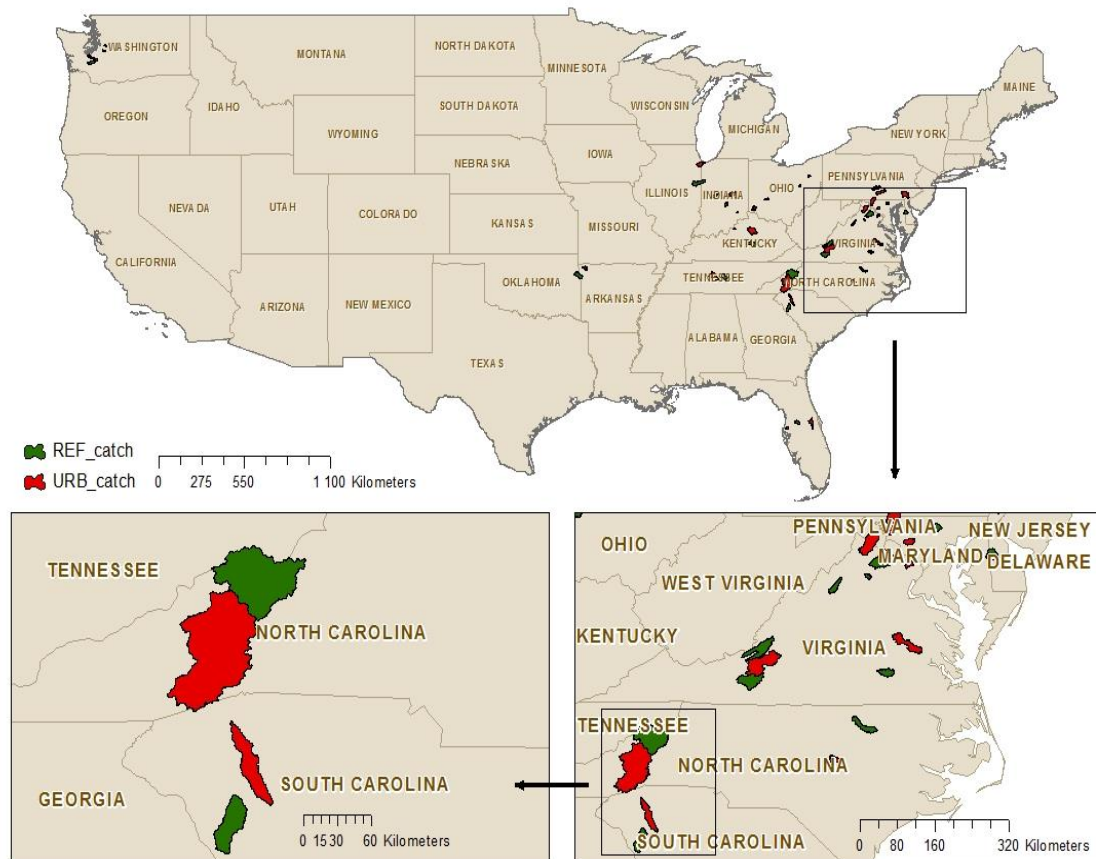 WASHINGTON
MONTANA
NORTH DAKOTA
MINNESOTA
MAINE
OREGON
IDAHO
SOUTH DAKOTA
WISCONSIN
MICHIGAN
NEW YORK
WYOMING
NEBRASKA
IOWA
PENNSYLVANIA
NEVADA
UTAH
COLORADO
ILLINOIS
INDIANA
OHIO
KANSAS
MISSOURI
KENTUCKY
VIRGINIA
CALIFORNIA
ARIZONA
NEW MEXICO
OKLAHOMA
ARKANSAS
TENNESSEE
NORTH CAROLINA
TEXAS
ALABAMA
GEORGIA
REF_catch
URB_catch
0 275 550 1 100 Kilometers
TENNESSEE
NORTH CAROLINA
GEORGIA
SOUTH CAROLINA
0 15 30 60 Kilometers
OHIO
PENNSYLVANIA
NEW JERSEY
MARYLAND
DELAWARE
WEST VIRGINIA
KENTUCKY
VIRGINIA
TENNESSEE
NORTH CAROLINA
SOUTH CAROLINA
0 80 160 320 Kilometers